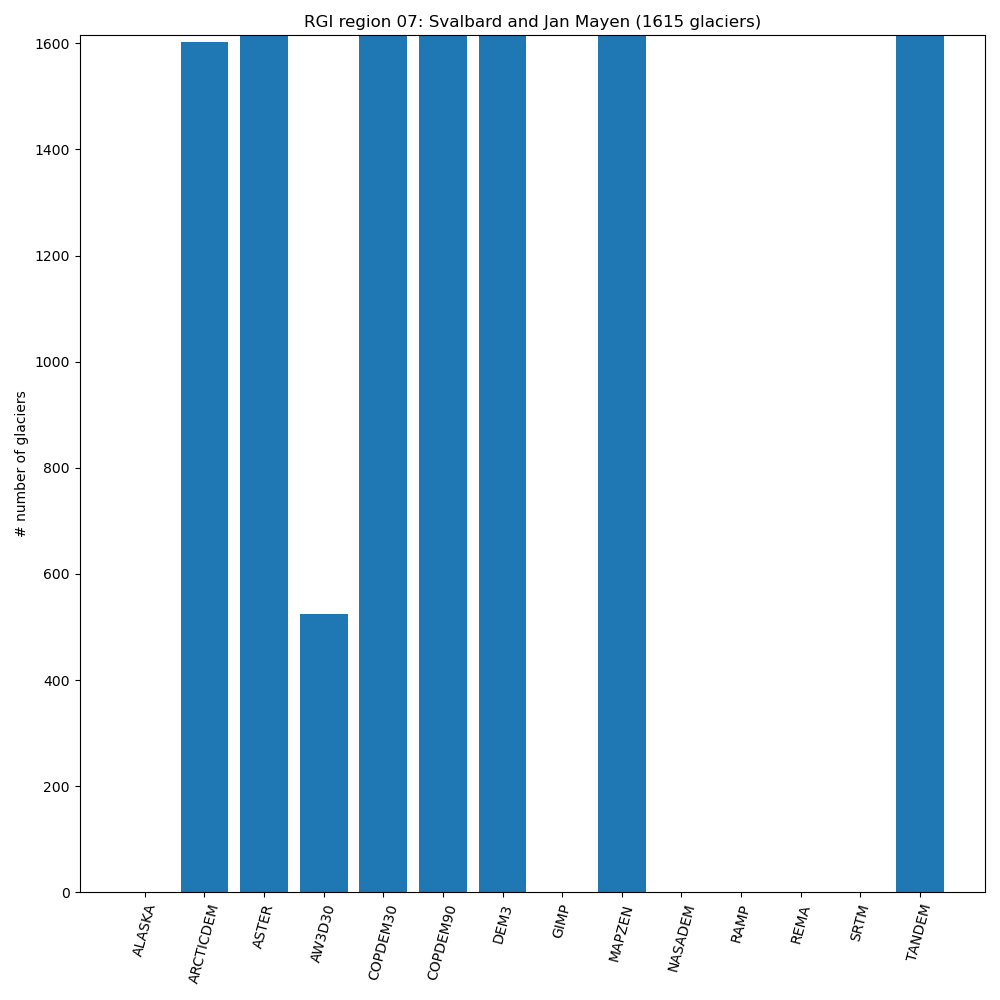 RGI region 07: Svalbard and Jan Mayen (1615 glaciers)
1600
1400
1200
1000
800
600
400
200
0
# number of glaciers
ALASKA
ARCTICDEM
ASTER
AW3D30
COPDEM30
COPDEM90
DEM3
GIMP
MAPZEN
NASADEM
RAMP
REMA
SRTM
TANDEM